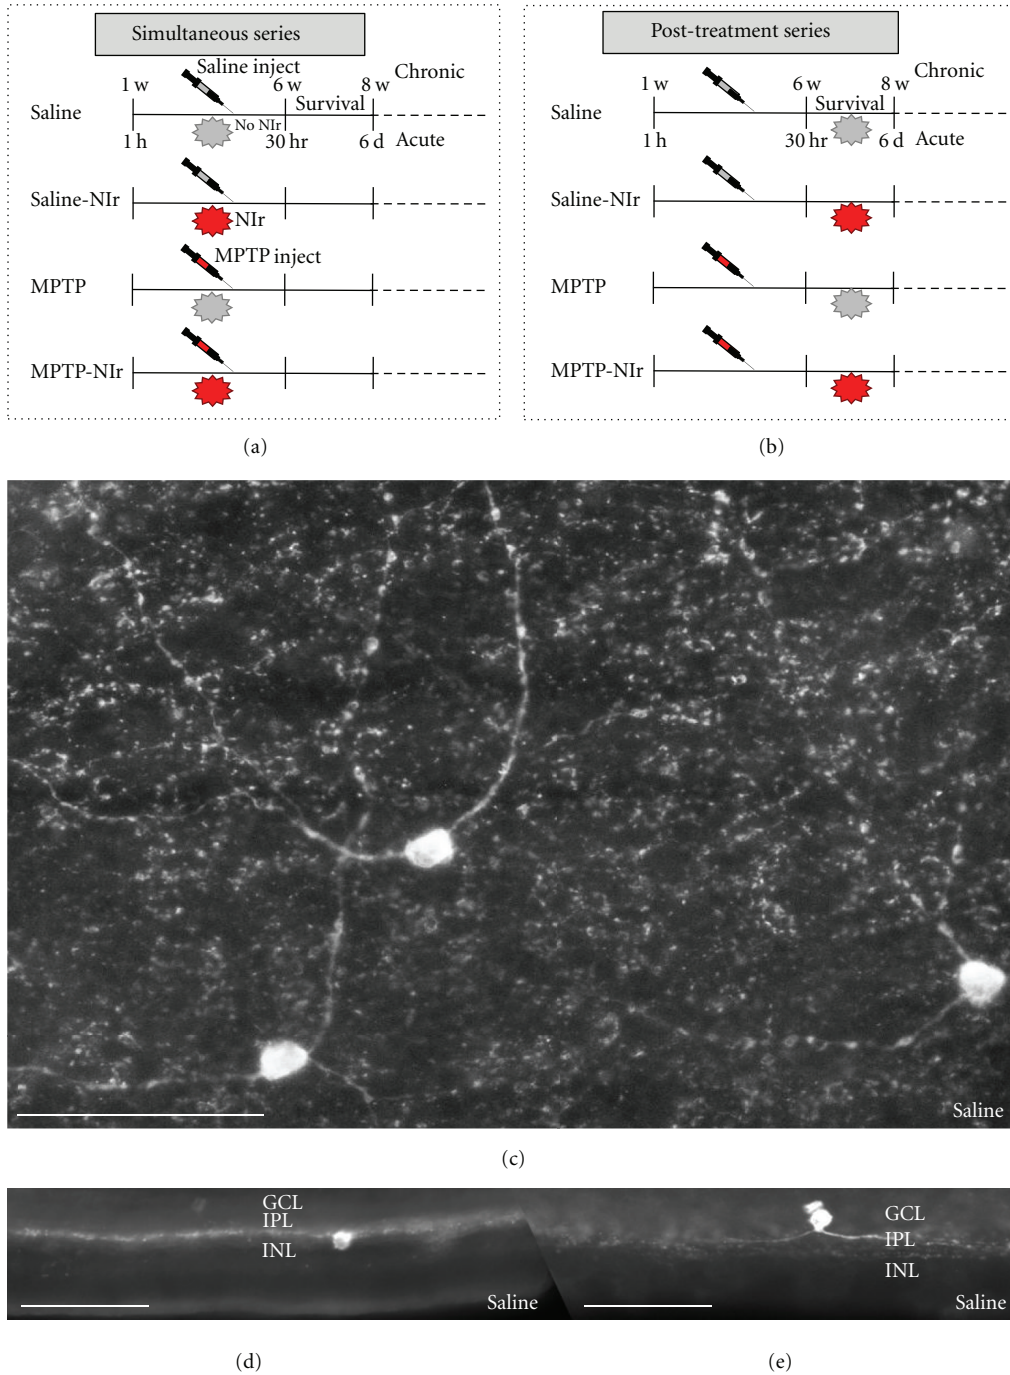 Simultaneous series
Saline inject
1 w
6 w
8 w
Chronic
Saline
Survival
No NIr
1 h
30 hr
6 d
Acute
Saline-NIr
NIr
MPTP inject
MPTP
MPTP-NIr
(a)
Post-treatment series
1 w
6 w
8 w
Chronic
Saline
Survival
1 h
30 hr
6 d
Acute
Saline-NIr
MPTP
MPTP-NIr
(b)
Saline
(c)
GCL
IPL
INL
Saline
(d)
GCL
IPL
INL
Saline
(e)